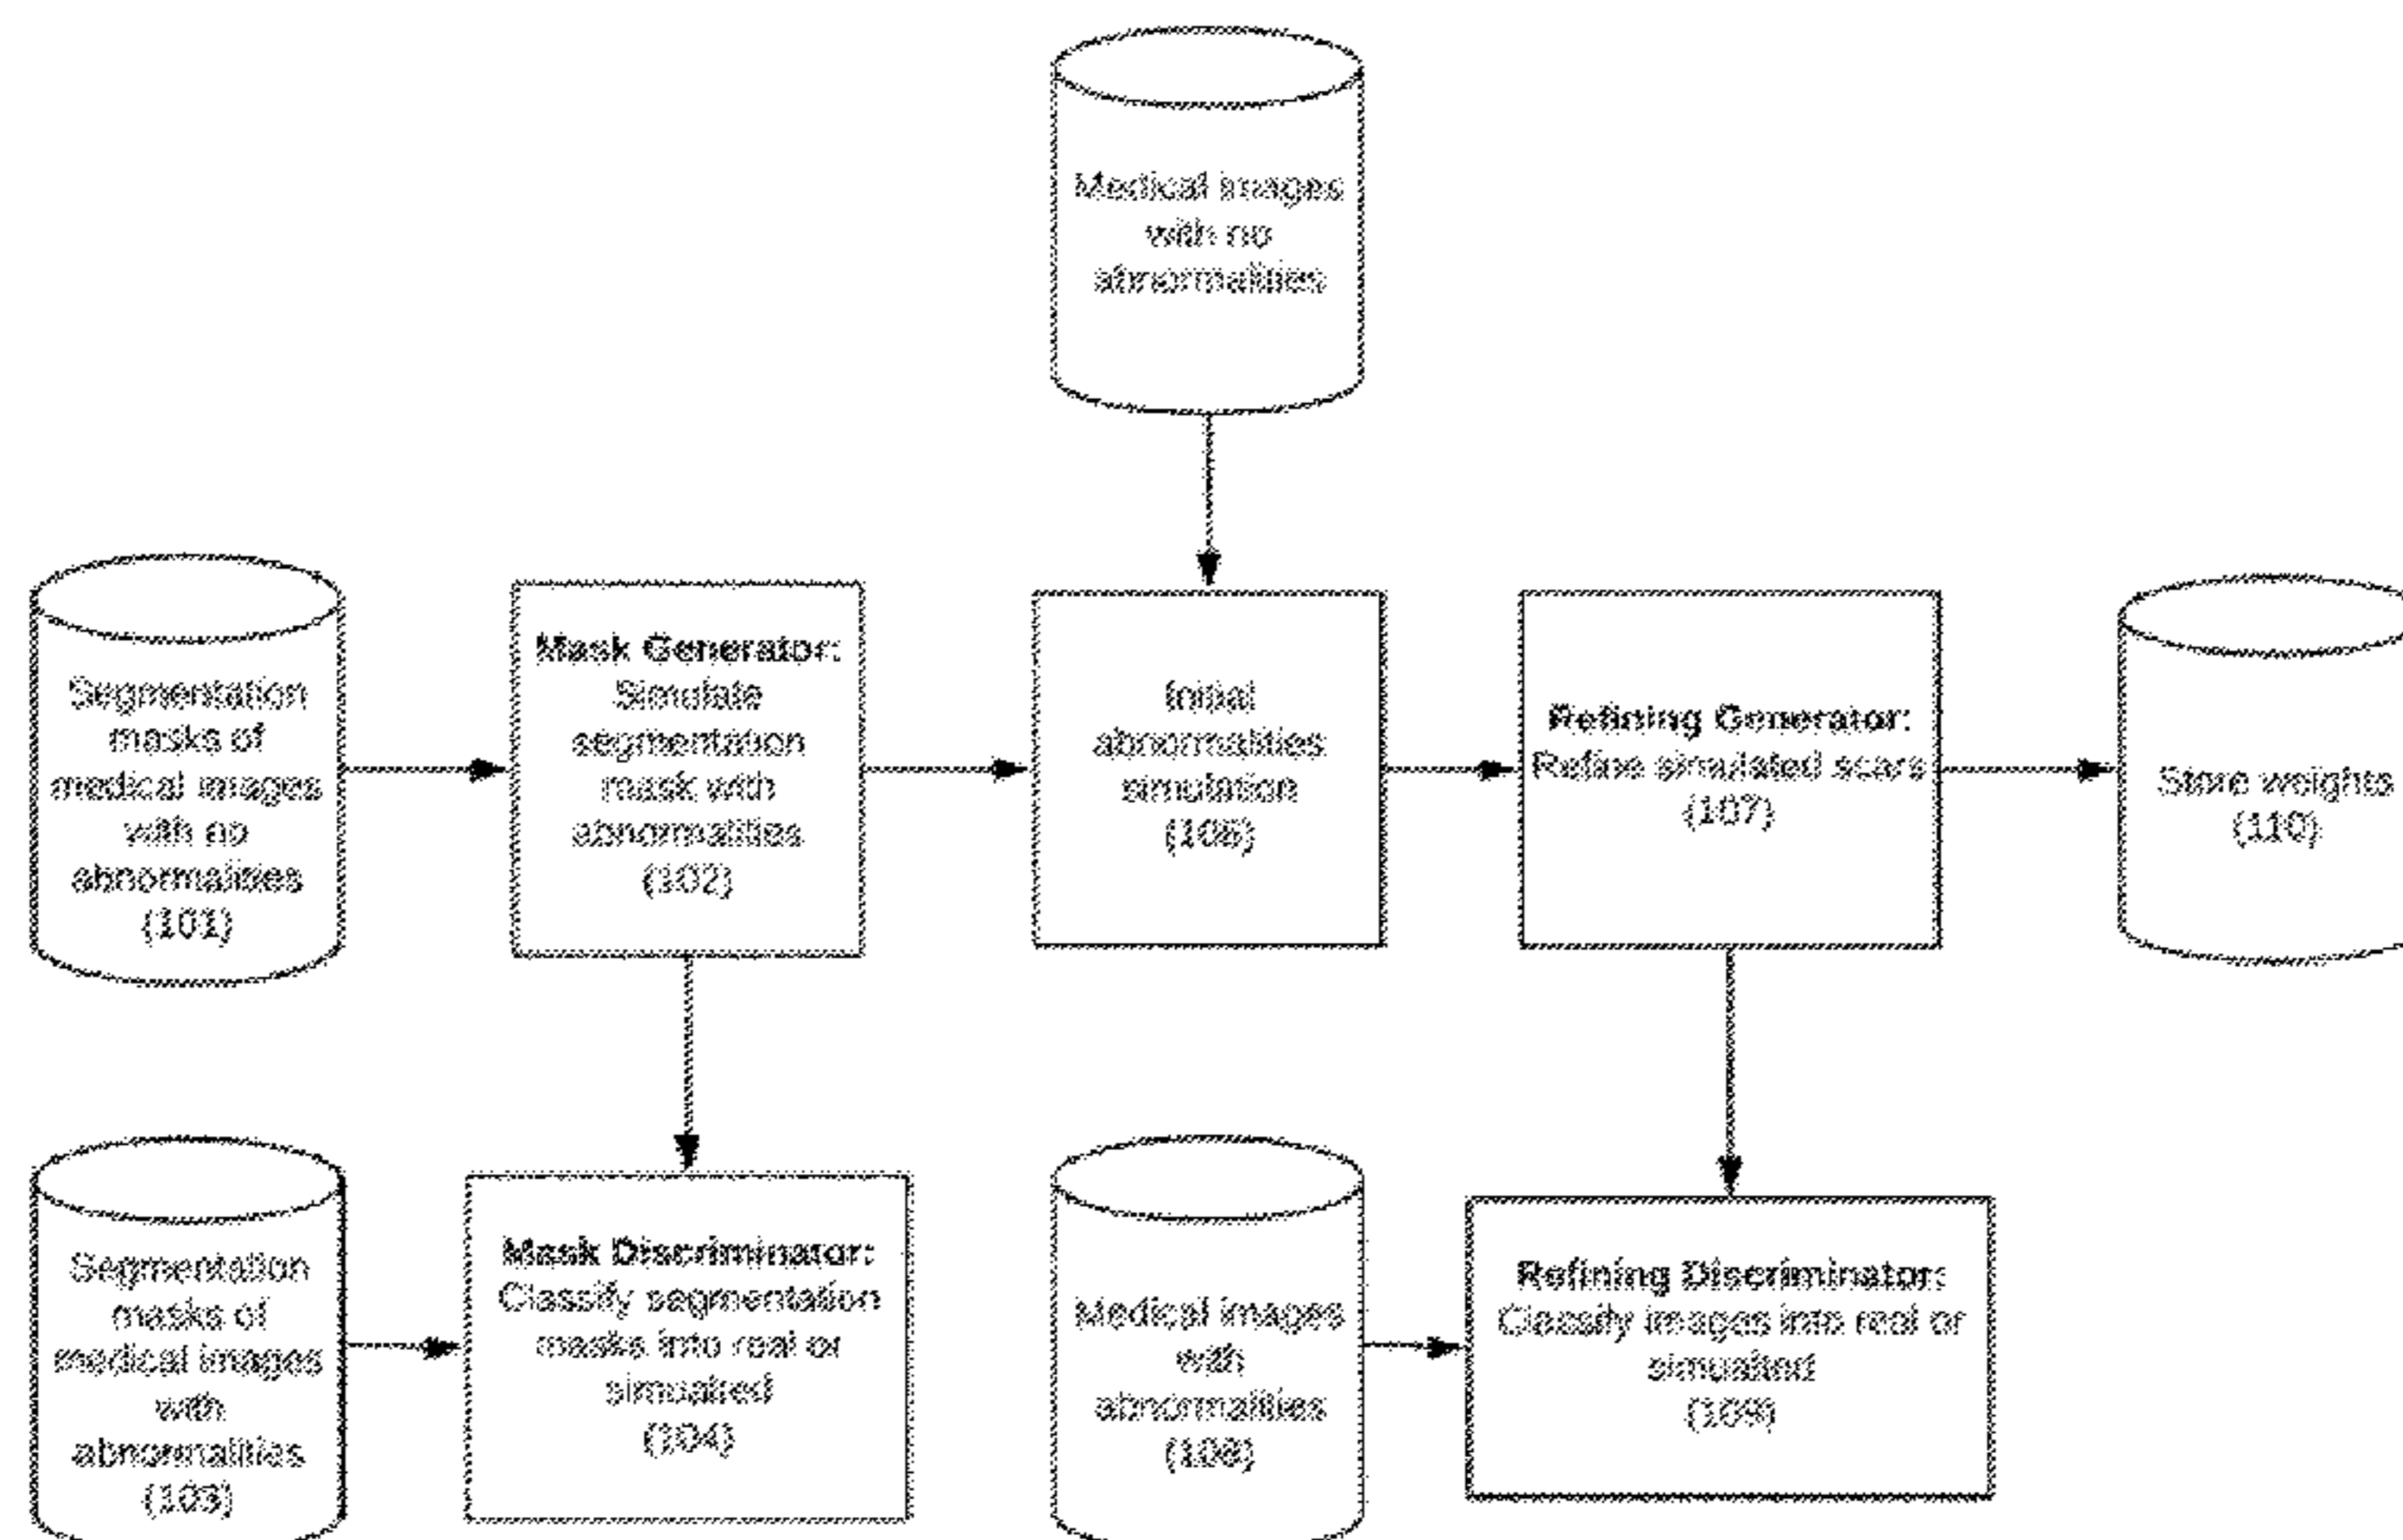 Medical images
with no
abnormalities
Segmentation
masks of
medical images
with no
abnormalities
(101)
Mask Generator:
Simulate
segmentation
mask with
abnormalities
(102)
Initial
abnormalities
simulation
(106)
Refining Generator:
Refine simulated scars
(107)
Store weights
(110)
Segmentation
masks of
medical images
with
abnormalities
(103)
Mask Discriminator:
Classify segmentation
masks into real or
simualted
(104)
Medical images
with
abnormalities
(108)
Refining Discriminator:
Classify images into real or
simualted
(109)